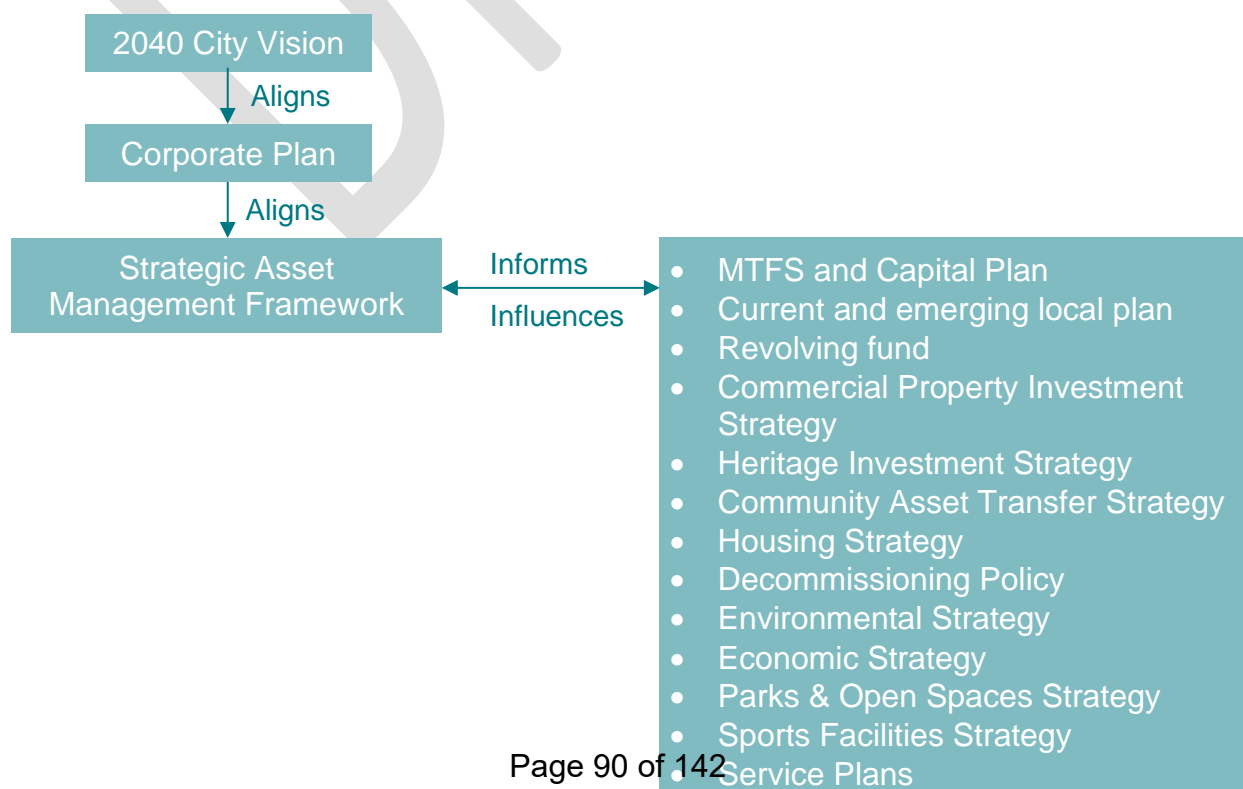 2040 City Vision
Aligns
Corporate Plan
Aligns
Strategic Asset
Management Framework
Informs
Influences
• MTFS and Capital Plan
• Current and emerging local plan
• Revolving fund
• Commercial Property Investment
Strategy
• Heritage Investment Strategy
• Community Asset Transfer Strategy
• Housing Strategy
• Decommissioning Policy
• Environmental Strategy
• Economic Strategy
• Parks & Open Spaces Strategy
• Sports Facilities Strategy
• Service Plans
Page 90 of 142